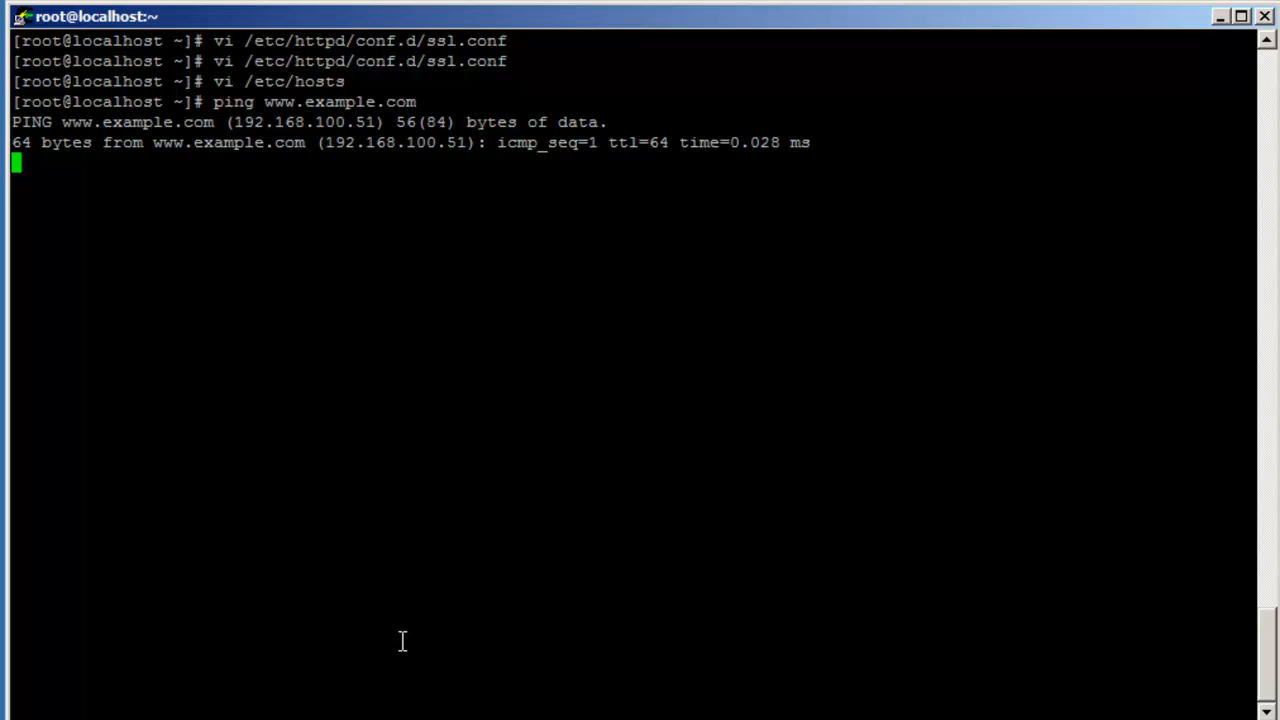 root@localhost:~
[root@localhost ~]# vi /etc/httpd/conf.d/ssl.conf
[root@localhost ~]# vi /etc/httpd/conf.d/ssl.conf
[root@localhost ~]# vi /etc/hosts
[root@localhost ~]# ping www.example.com
PING www.example.com (192.168.100.51) 56(84) bytes of data.
64 bytes from www.example.com (192.168.100.51): icmp_seq=1 ttl=64 time=0.028 ms